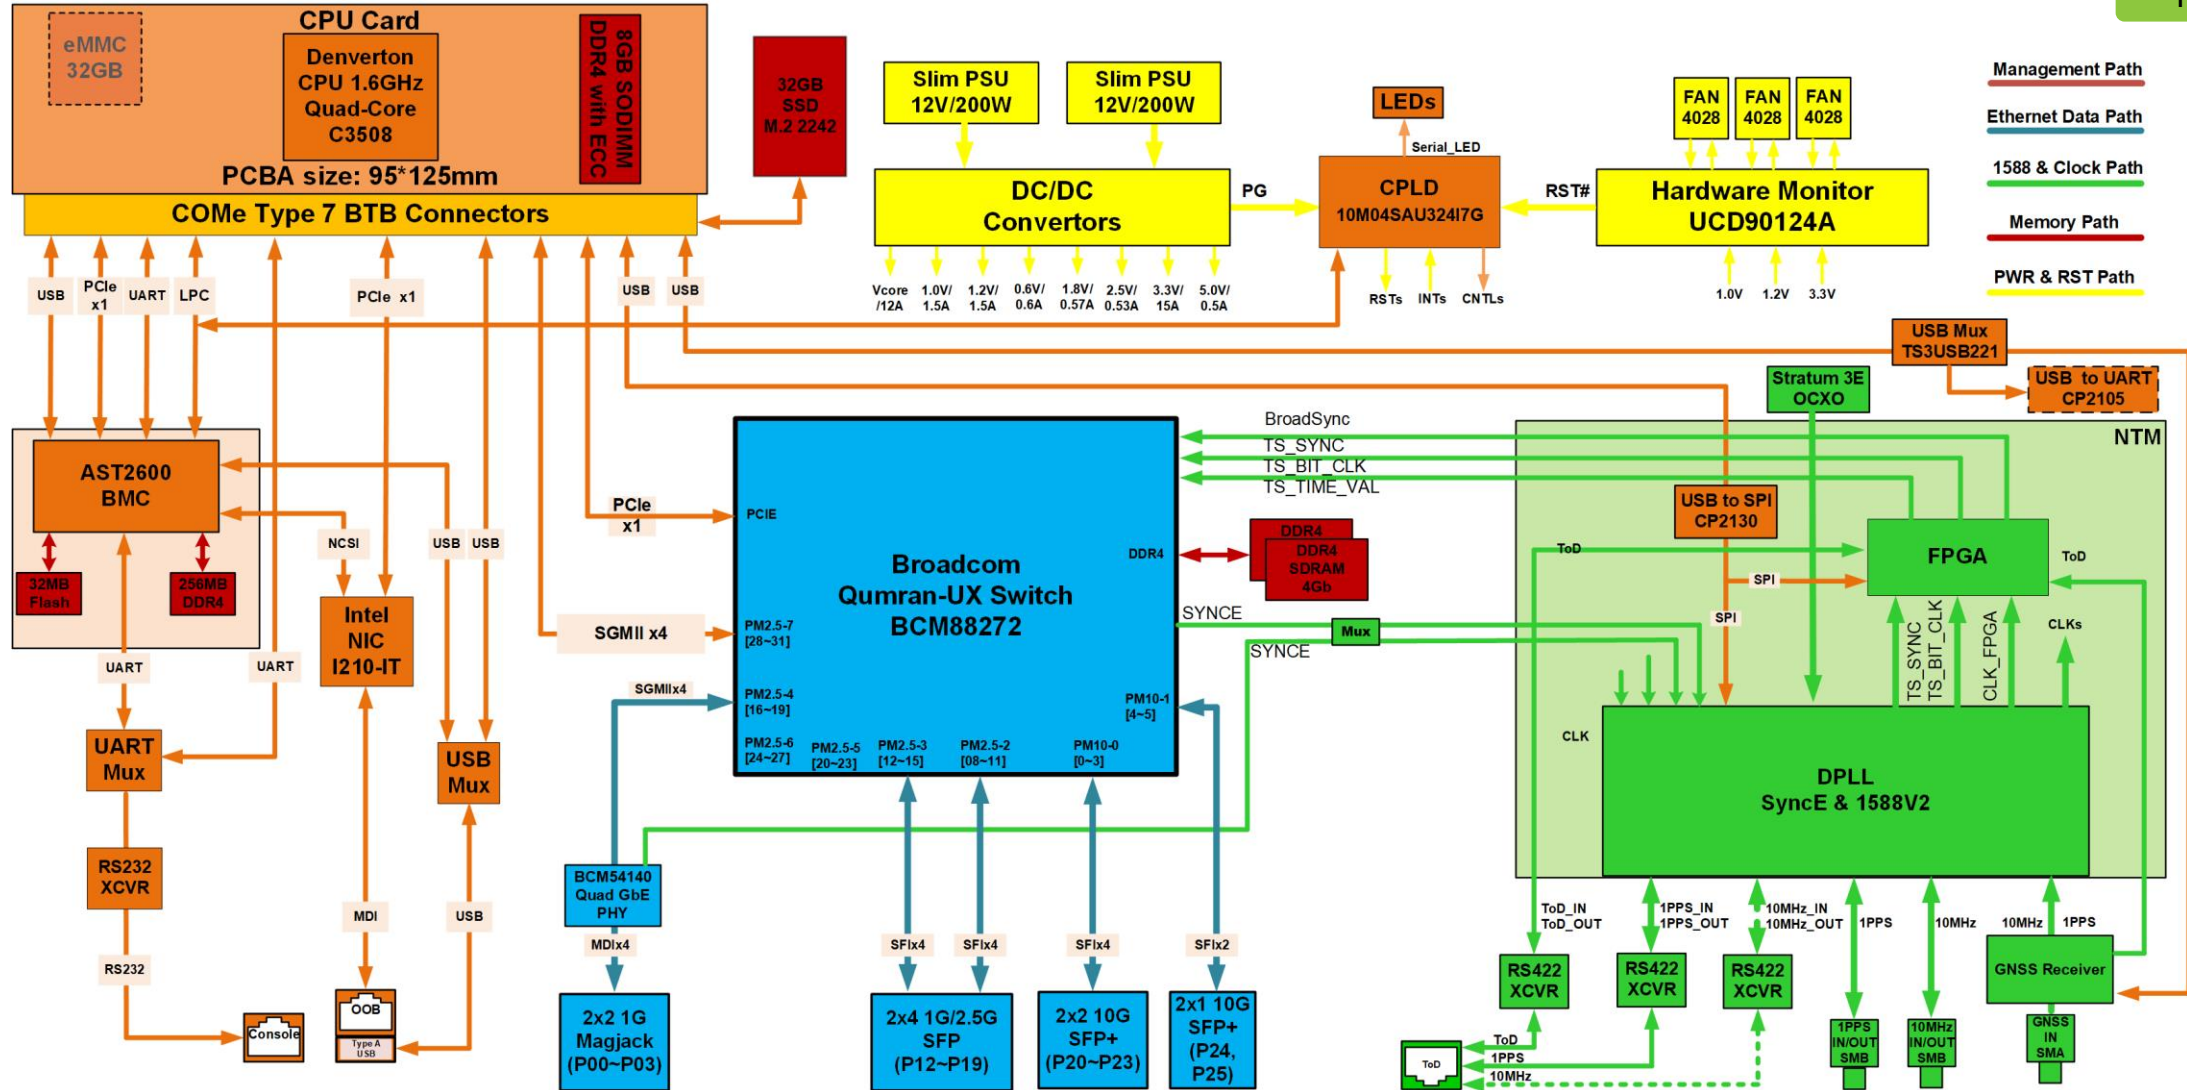 CPU Card
eMMC
32GB
Denverton
CPU 1.6GHz
Quad-Core
C3508
8GB SODIMM
DDR4 with ECC
PCBA size: 95*125mm
COMe Type 7 BTB Connectors
32GB
SSD
M.2 2242
Slim PSU
12V/200W
Slim PSU
12V/200W
DC/DC
Convertors
PG
Vcore
/12A
1.0V/
1.5A
1.2V/
1.5A
0.6V/
0.6A
1.8V/
0.57A
2.5V/
0.53A
3.3V/
15A
5.0V/
0.5A
LEDs
Serial_LED
CPLD
10M04SAU324I7G
RSTs
INTs
CNTLs
RST#
FAN
4028
FAN
4028
FAN
4028
Hardware Monitor
UCD90124A
1.0V
1.2V
3.3V
Management Path
Ethernet Data Path
1588 & Clock Path
Memory Path
PWR & RST Path
USB
PCIe
x1
UART
LPC
PCIe x1
USB
USB
USB Mux
TS3USB221
USB to UART
CP2105
Stratum 3E
OCXO
NTM
AST2600
BMC
32MB
Flash
256MB
DDR4
NCSI
USB
USB
Intel
NIC
I210-IT
UART
UART
UART
Mux
USB
Mux
RS232
XCVR
MDI
USB
RS232
Console
OOB
Type A
USB
PCIe
x1
SGMII x4
SGMIIx4
PCIE
Broadcom
Qumran-UX Switch
BCM88272
DDR4
PM2.5-7
[28~31]
PM2.5-4
[16~19]
PM2.5-6
[24~27]
PM2.5-5
[20~23]
PM2.5-3
[12~15]
PM2.5-2
[08~11]
PM10-0
[0~3]
PM10-1
[4~5]
BroadSync
TS_SYNC
TS_BIT_CLK
TS_TIME_VAL
DDR4
DDR4
SDRAM
4Gb
SYNCE
SYNCE
Mux
USB to SPI
CP2130
ToD
SPI
SPI
FPGA
ToD
TS_SYNC
TS_BIT_CLK
CLK_FPGA
CLKs
CLK
DPLL
SyncE & 1588V2
BCM54140
Quad GbE
PHY
MDIx4
SFIx4
SFIx4
SFIx4
SFIx2
2x2 1G
Magjack
(P00~P03)
2x4 1G/2.5G
SFP
(P12~P19)
2x2 10G
SFP+
(P20~P23)
2x1 10G
SFP+
(P24,
P25)
ToD_IN
ToD_OUT
1PPS_IN
1PPS_OUT
10MHz_IN
10MHz_OUT
1PPS
10MHz
10MHz
1PPS
RS422
XCVR
RS422
XCVR
RS422
XCVR
GNSS Receiver
1PPS
IN/OUT
SMB
10MHz
IN/OUT
SMB
GNSS
IN
SMA
ToD
ToD
1PPS
10MHz